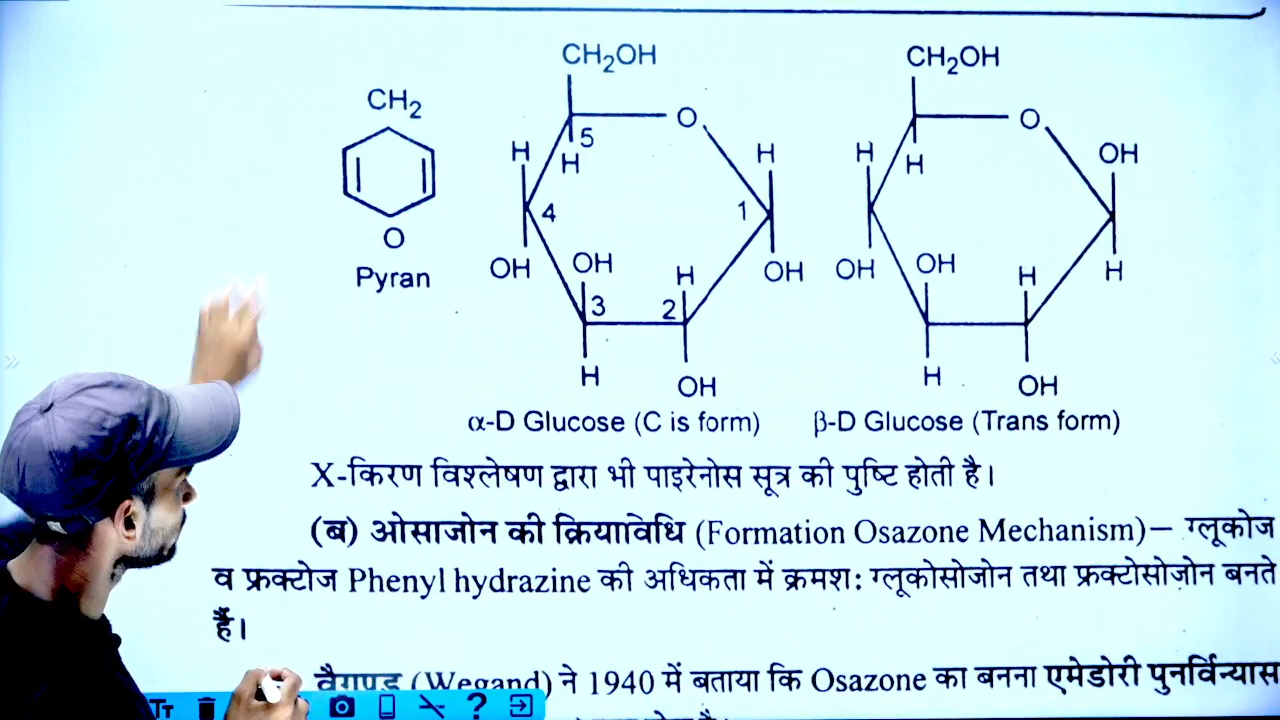 CH₂OH CH₂OH
CH₂
O O
5
H H H H OH
H H
4 1
OH OH H OH OH OH H H
O
Pyran
3 2
H OH H OH
α-D Glucose (C is form) β-D Glucose (Trans form)
X-किरण विश्लेषण द्वारा भी पाइरेनोस सूत्र की पुष्टि होती है।
(ब) ओसाजोन की क्रियाविधि (Formation Osazone Mechanism)— ग्लूकोज
व फ्रक्टोज Phenyl hydrazine की अधिकता में क्रमश: ग्लूकोसोजोन तथा फ्रक्टोसोजोन बनते
हैं।
(Wegand) ने 1940 में बताया कि Osazone का बनना एमेडोरी पुनर्विन्यास
TT ?